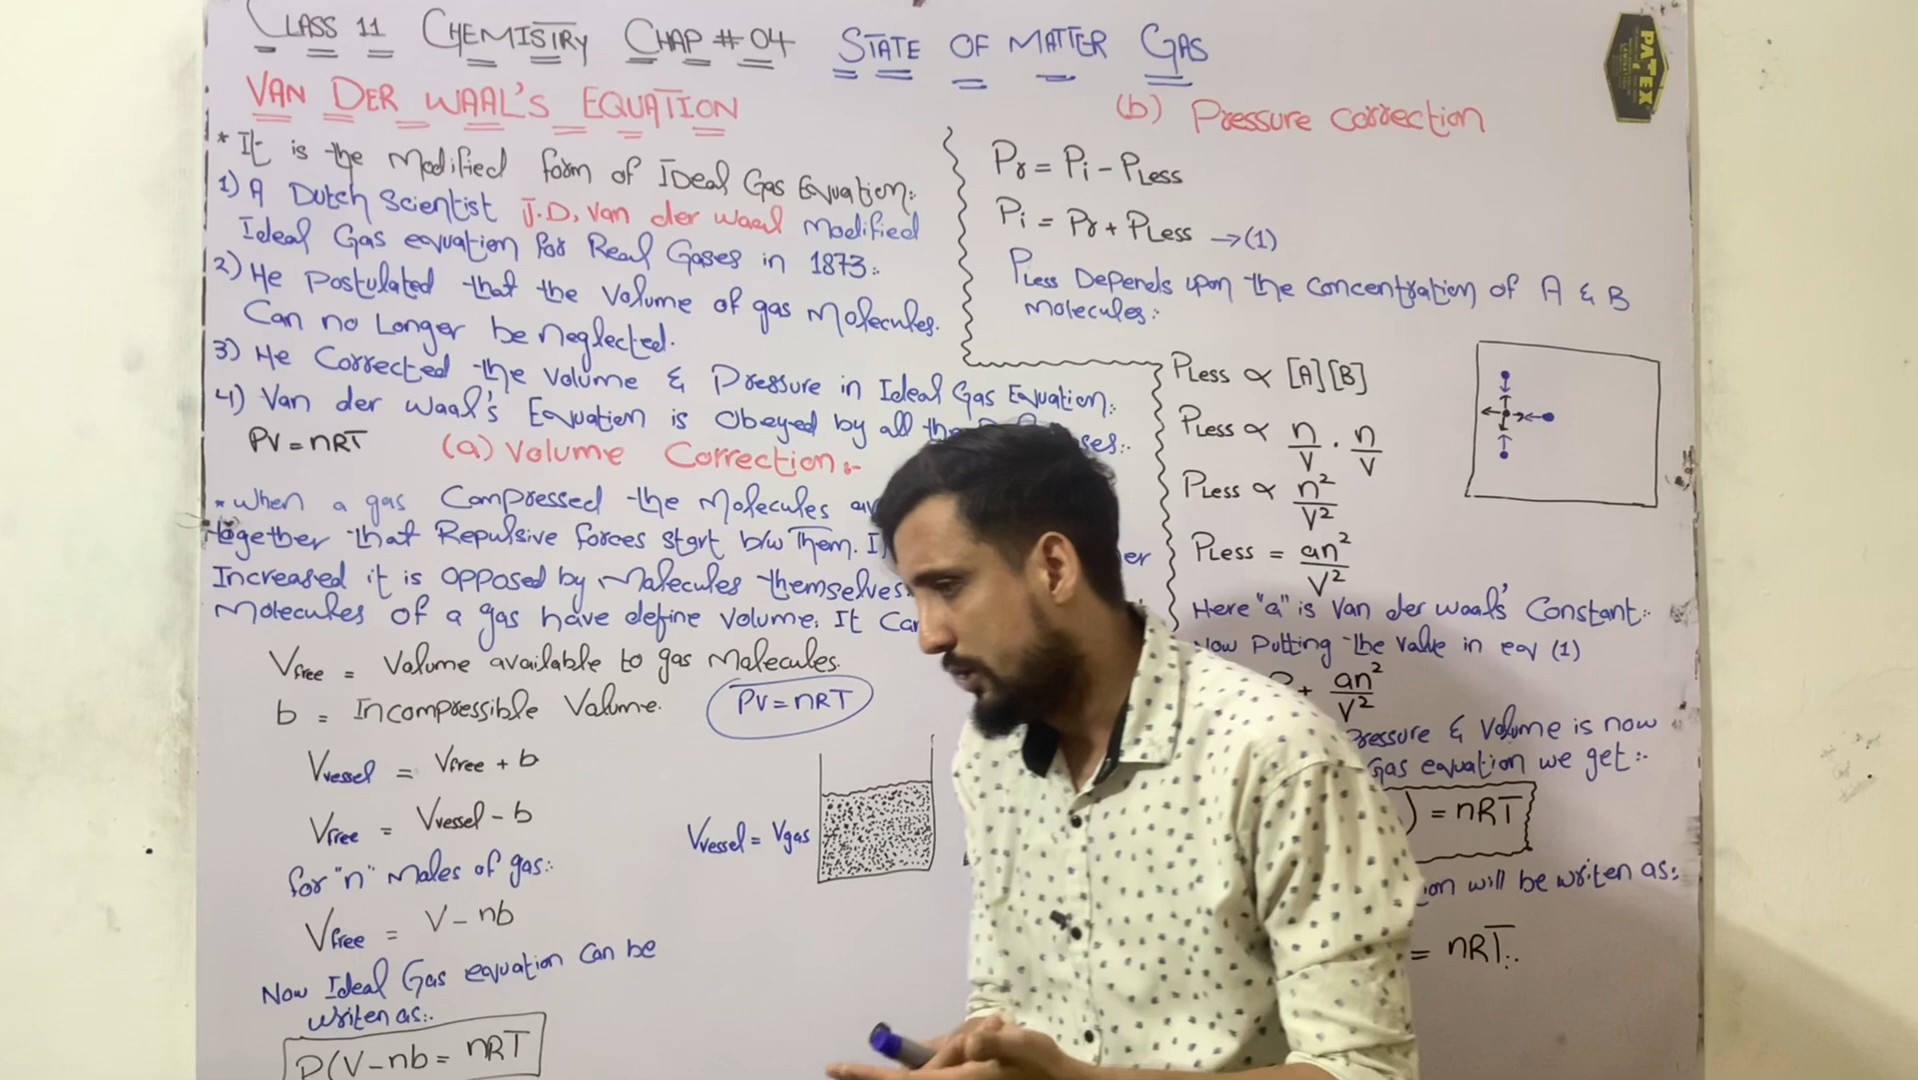 CLASS 11 CHEMISTRY CHAP # 04 STATE OF MATTER GAS
PATEX
VAN DER WAAL'S EQUATION
* It is the Modified form of IDeal Gas Equation:
1) A Dutch Scientist J.D. Van der Waal Modified
Ideal Gas equation for Real Gases in 1873:
2) He Postulated that the Volume of gas Molecules.
Can no Longer be Neglected.
3) He Corrected the Volume & Pressure in Ideal Gas Equation:
4) Van der Waal's Equation is Obeyed by all the
PV = nRT
(a) Volume Correction:-
* When a gas Compressed the Molecules
together that Repulsive forces start b/w Them.
Increased it is opposed by Molecules themselves.
Molecules of a gas have define Volume. It
Vfree = Volume available to gas Molecules.
b = Incompressible Volume.
PV = nRT
Vvessel = Vfree + b
Vfree = Vvessel - b
Vvessel = Vgas
for "n" Moles of gas:
Vfree = V - nb
Now Ideal Gas equation Can be
writen as:
P(V-nb = nRT
(b) Pressure Correction
Pr = Pi - PLess
Pi = Pr + PLess → (1)
PLess Depends upon the Concentration of A & B
Molecules:
PLess ∝ [A][B]
PLess ∝ n/V · n/V
PLess ∝ n²/V²
PLess = an²/V²
Here "a" is Van der Waal's Constant:
Now Putting the Value in eq (1)
+ an²/V²
Pressure & Volume is now
Gas equation we get:-
) = nRT
will be writen as:
= nRT:.